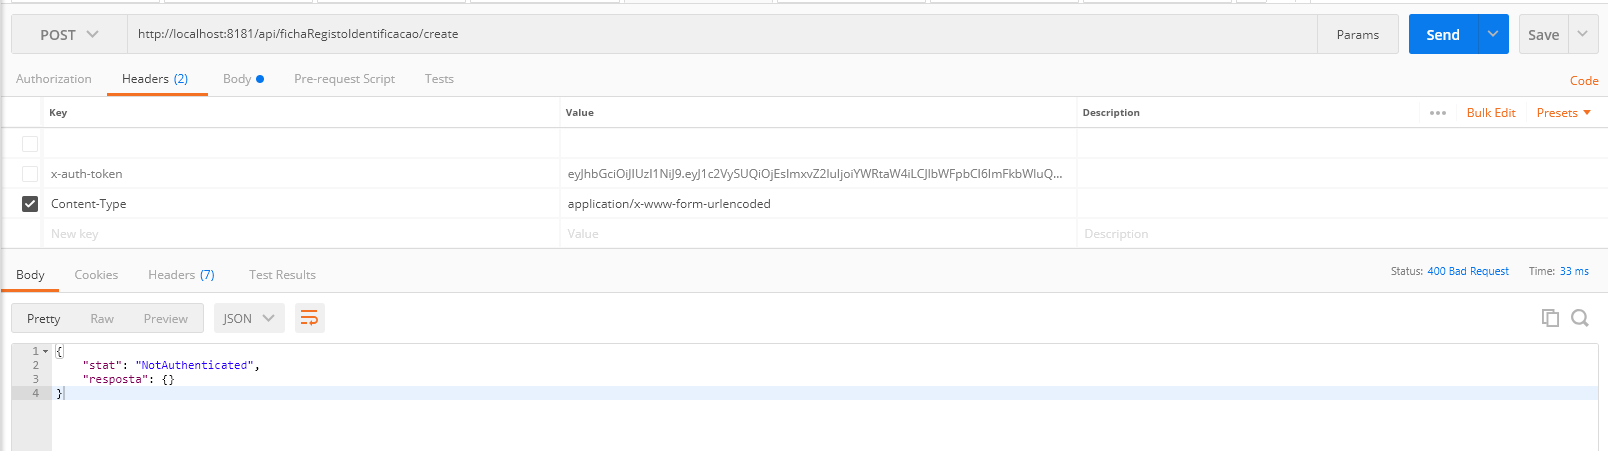 POST http://localhost:8181/api/fichaRegistoIdentificacao/create Params Send Save
Authorization Headers (2) Body Pre-request Script Tests Code
Key Value Description Bulk Edit Presets
x-auth-token
Content-Type application/x-www-form-urlencoded
New key Value Description
Body Cookies Headers (7) Test Results Status: 400 Bad Request Time: 33 ms
Pretty Raw Preview JSON
1 {
2 "stat": "NotAuthenticated",
3 "resposta": {}
4 }